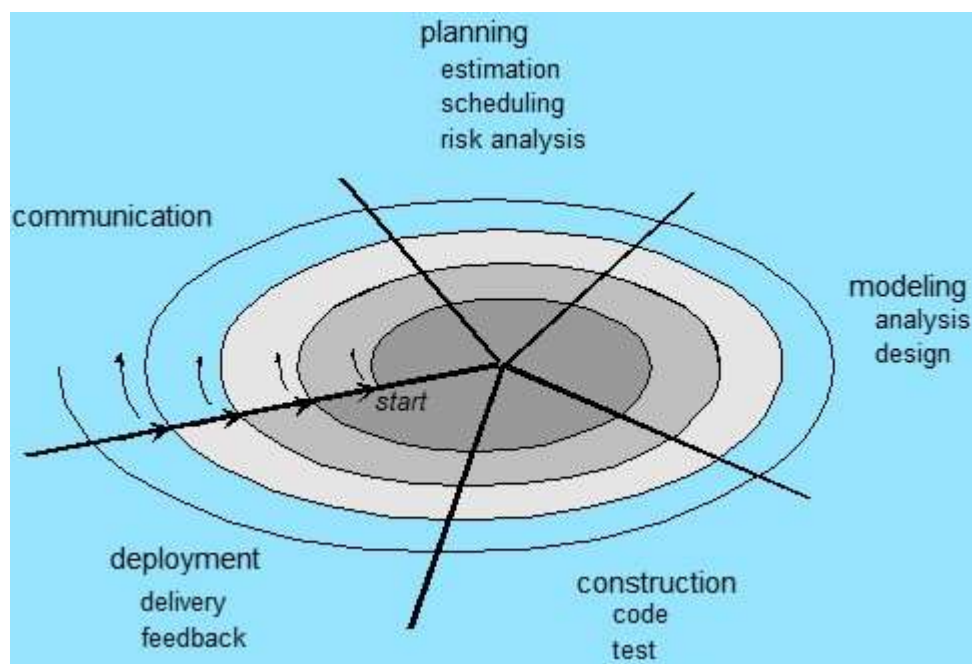 planning
estimation
scheduling
risk analysis
communication
modeling
analysis
design
start
deployment
delivery
feedback
construction
code
test